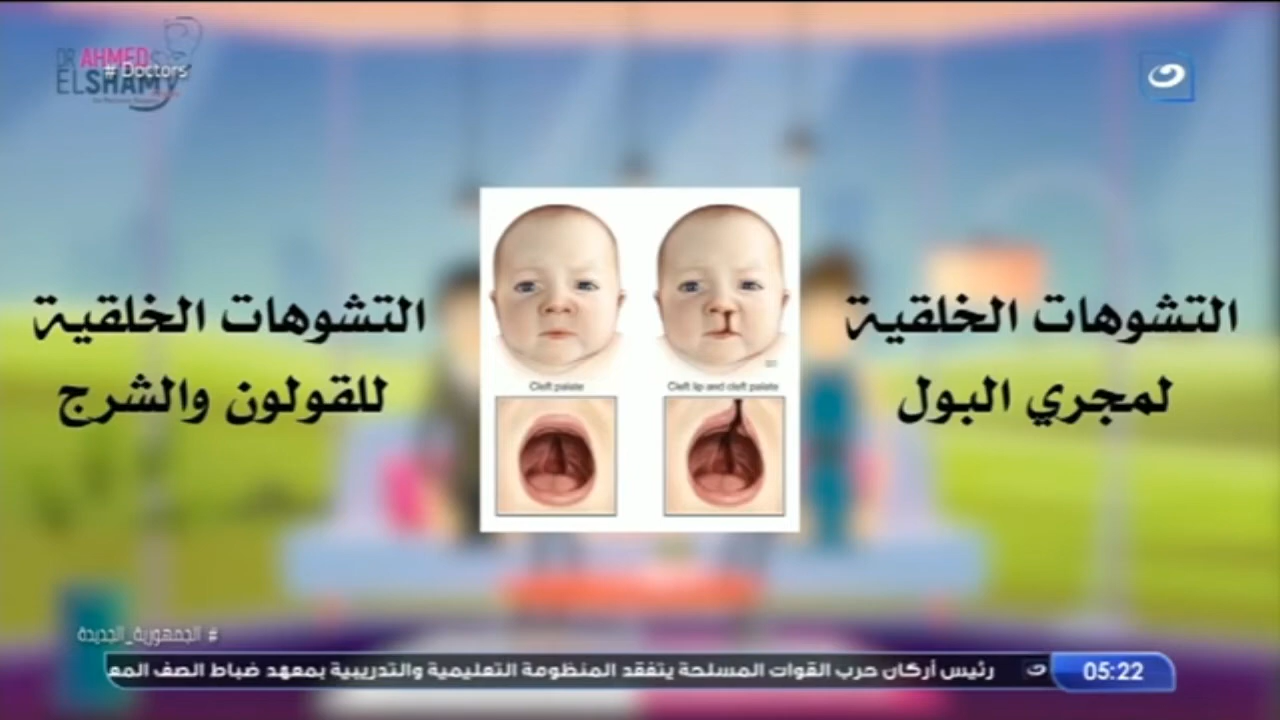 DR AHMED
# Doctors
ELSHAMY
التشوهات الخلقية
لمجري البول
التشوهات الخلقية
للقولون والشرج
Cleft palate
Cleft lip and cleft palate
# الجمهورية_الجديدة
05:22
رئيس أركان حرب القوات المسلحة يتفقد المنظومة التعليمية والتدريبية بمعهد ضباط الصف المع